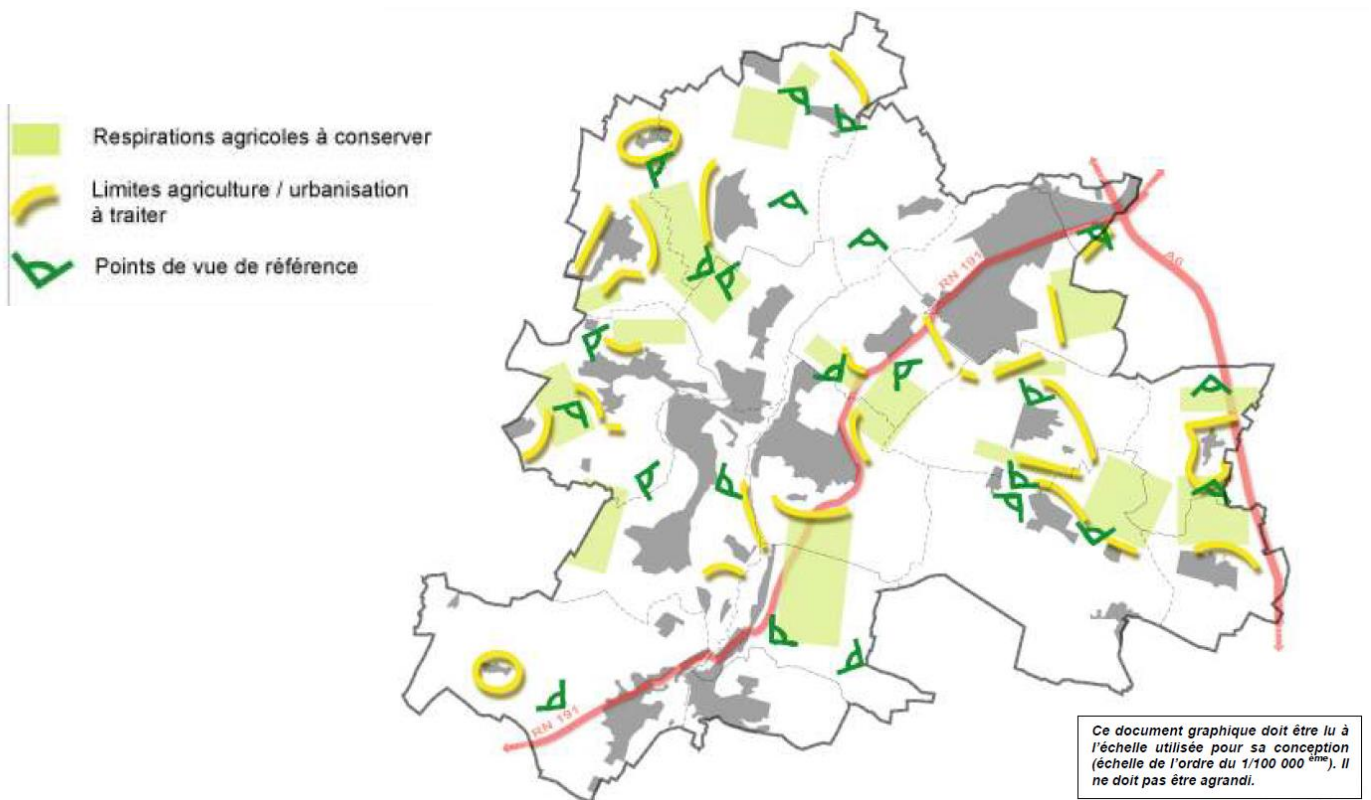 Respirations agricoles à conserver
Limites agriculture / urbanisation
à traiter
Points de vue de référence
RN 191
A6
RN 191
Ce document graphique doit être lu à
l'échelle utilisée pour sa conception
(échelle de l'ordre du 1/100 000 ème). Il
ne doit pas être agrandi.